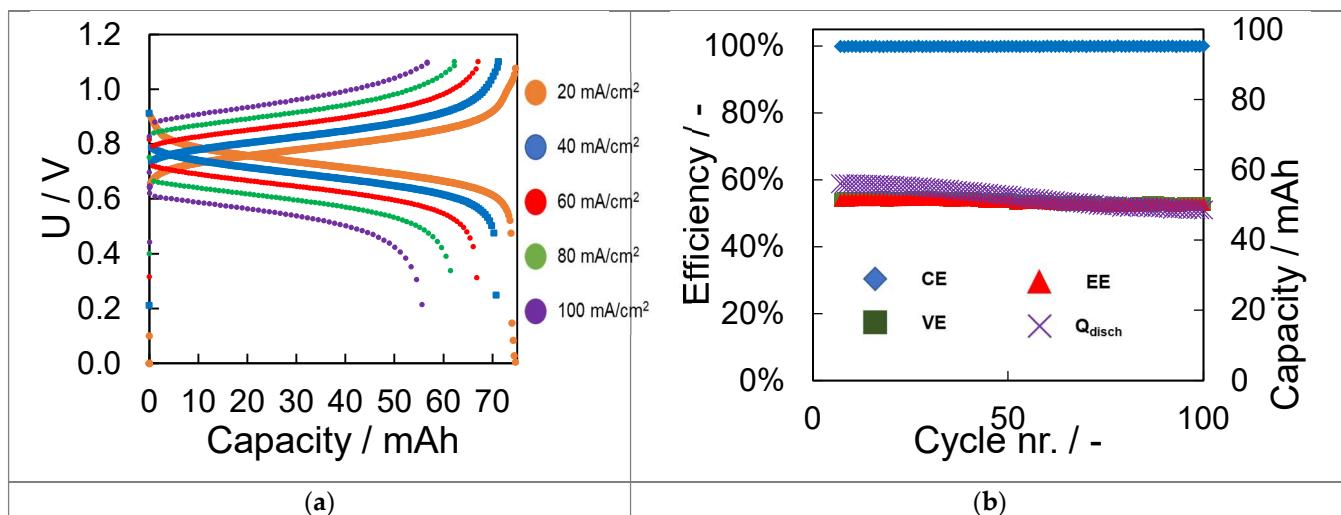 1.2
1.0
0.8
0.6
0.4
0.2
0.0
U / V
0 10 20 30 40 50 60 70
Capacity / mAh
20 mA/cm²
40 mA/cm²
60 mA/cm²
80 mA/cm²
100 mA/cm²
(a)
100%
80%
60%
40%
20%
0%
Efficiency / -
CE
EE
VE
Q_disch
0 50 100
Cycle nr. / -
100
80
60
40
20
0
Capacity / mAh
(b)